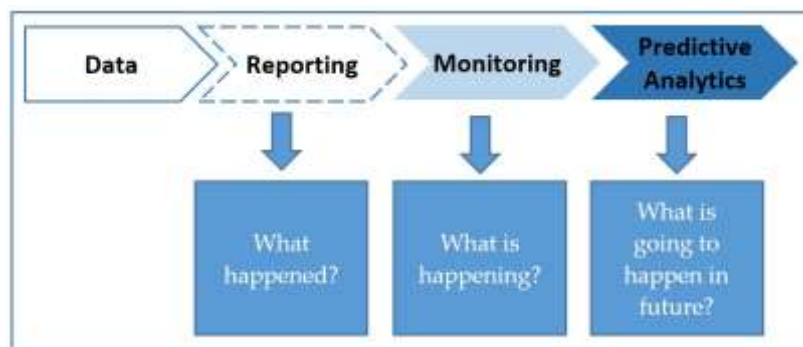 Data
Reporting
Monitoring
Predictive
Analytics
What
happened?
What is
happening?
What is
going to
happen in
future?